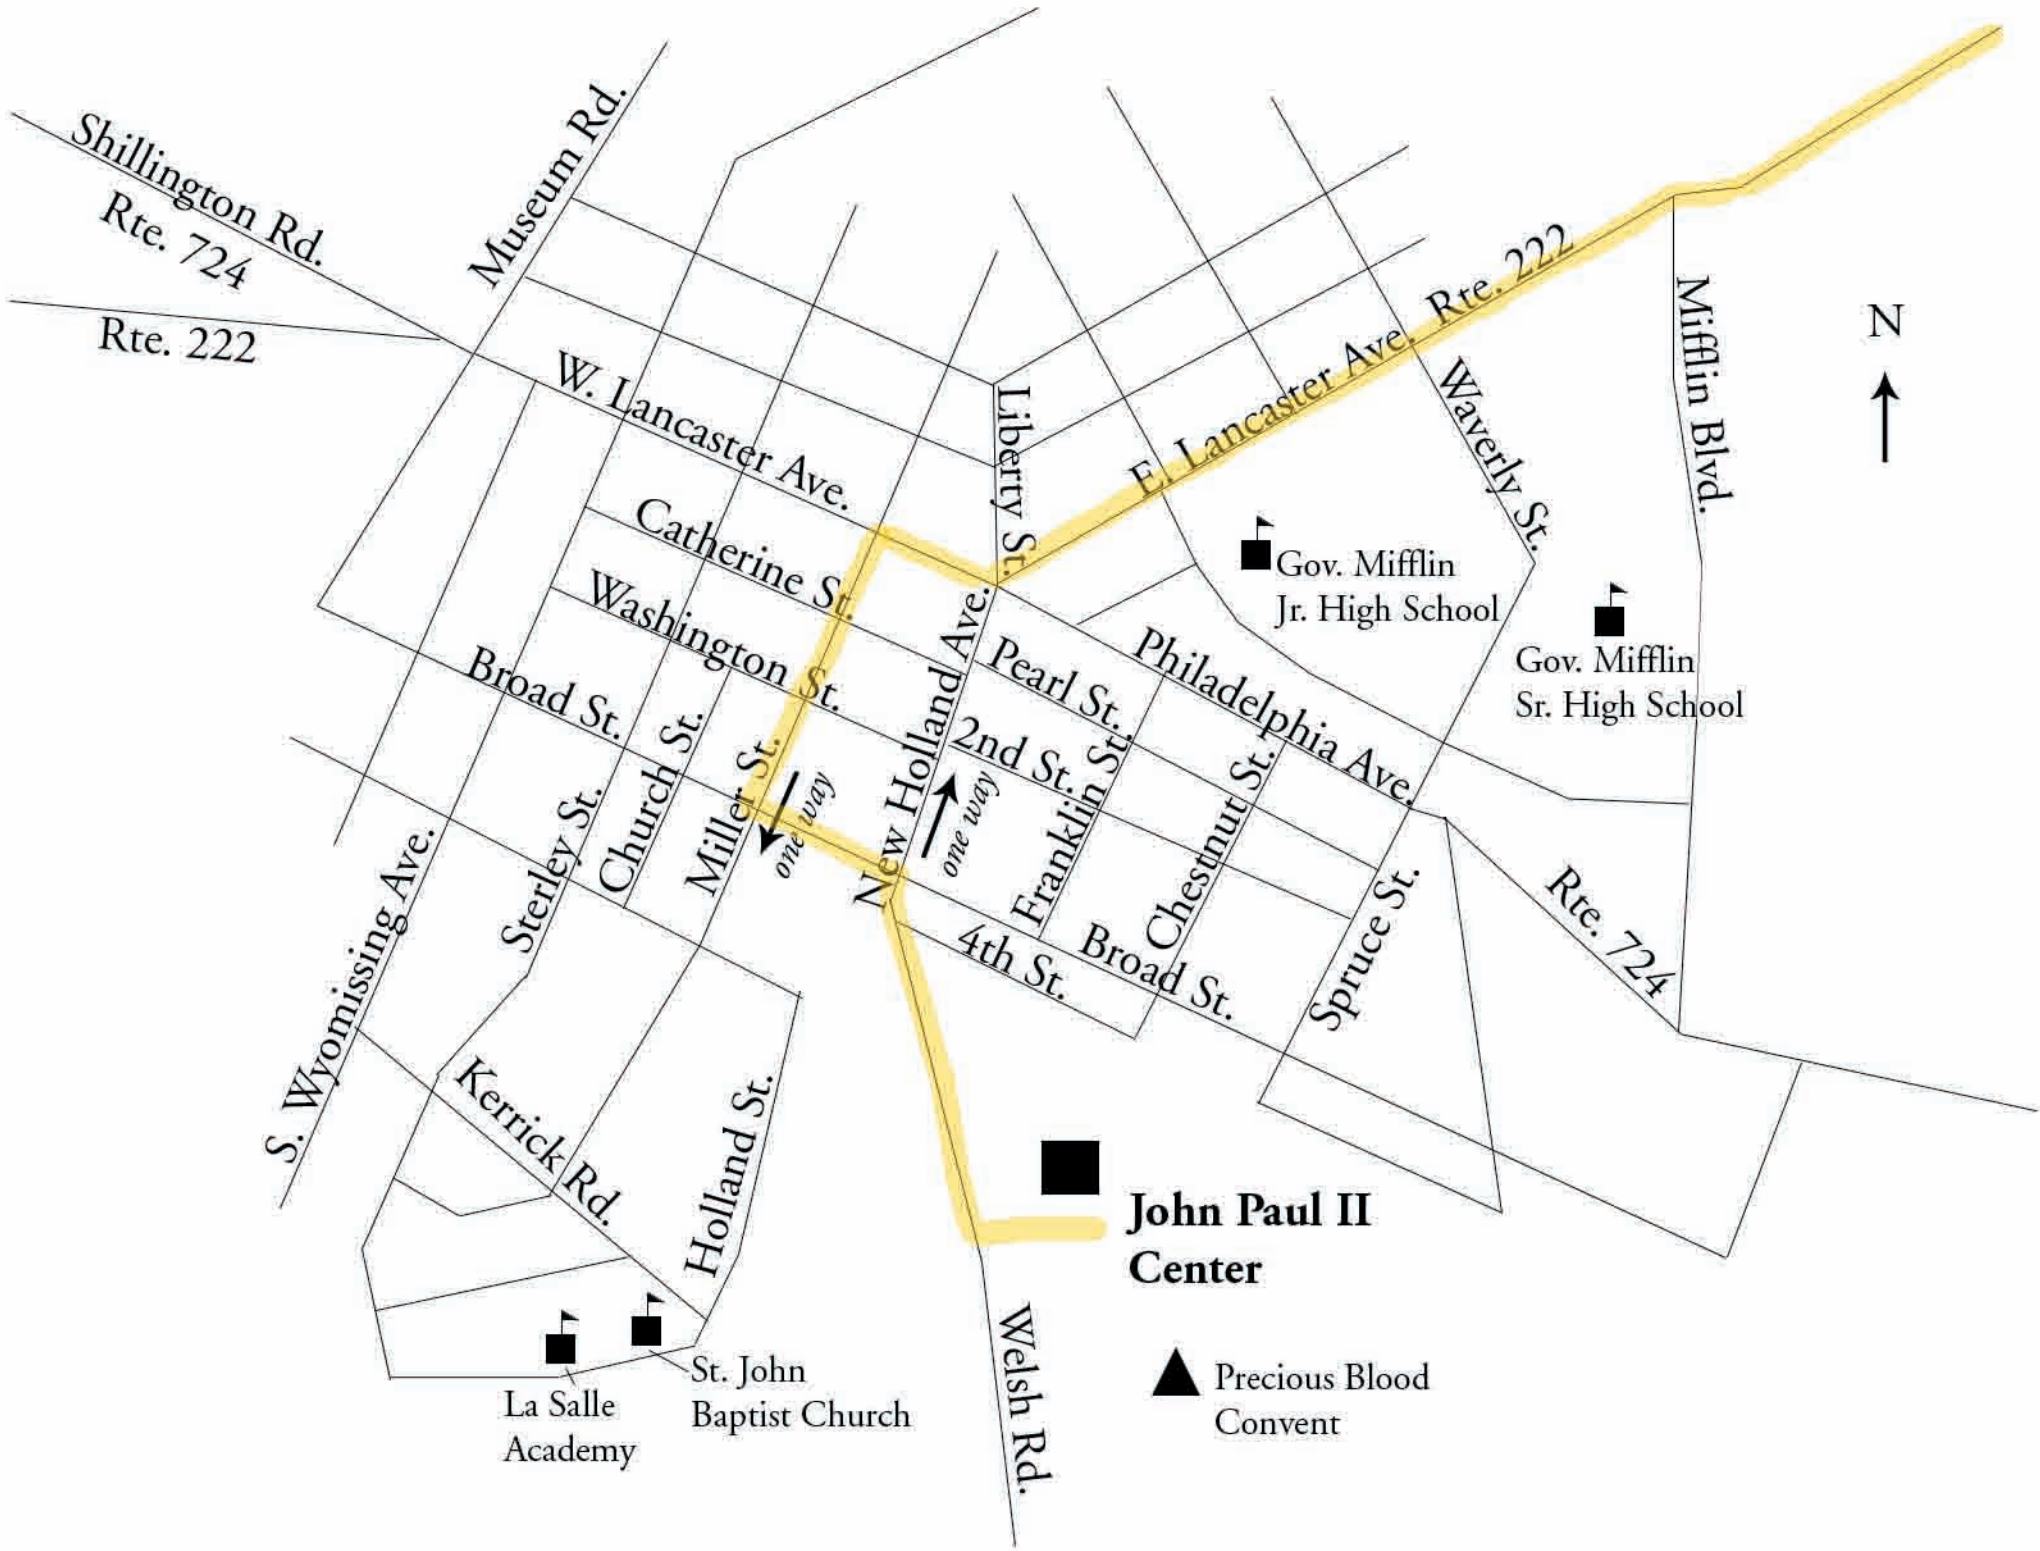 Shillington Rd.
Rte. 724
Rte. 222
Museum Rd.
W. Lancaster Ave.
Liberty St.
E. Lancaster Ave. Rte. 222
Mifflin Blvd.
N
Waverly St.
Catherine St.
Washington St.
Broad St.
Gov. Mifflin
Jr. High School
Gov. Mifflin
Sr. High School
Philadelphia Ave.
Pearl St.
2nd St.
New Holland Ave.
one way
one way
Miller St.
Church St.
Sterley St.
S. Wyomissing Ave.
Franklin St.
Chestnut St.
Spruce St.
Rte. 724
4th St.
Broad St.
Kerrick Rd.
Holland St.
John Paul II
Center
Welsh Rd.
Precious Blood
Convent
St. John
Baptist Church
La Salle
Academy